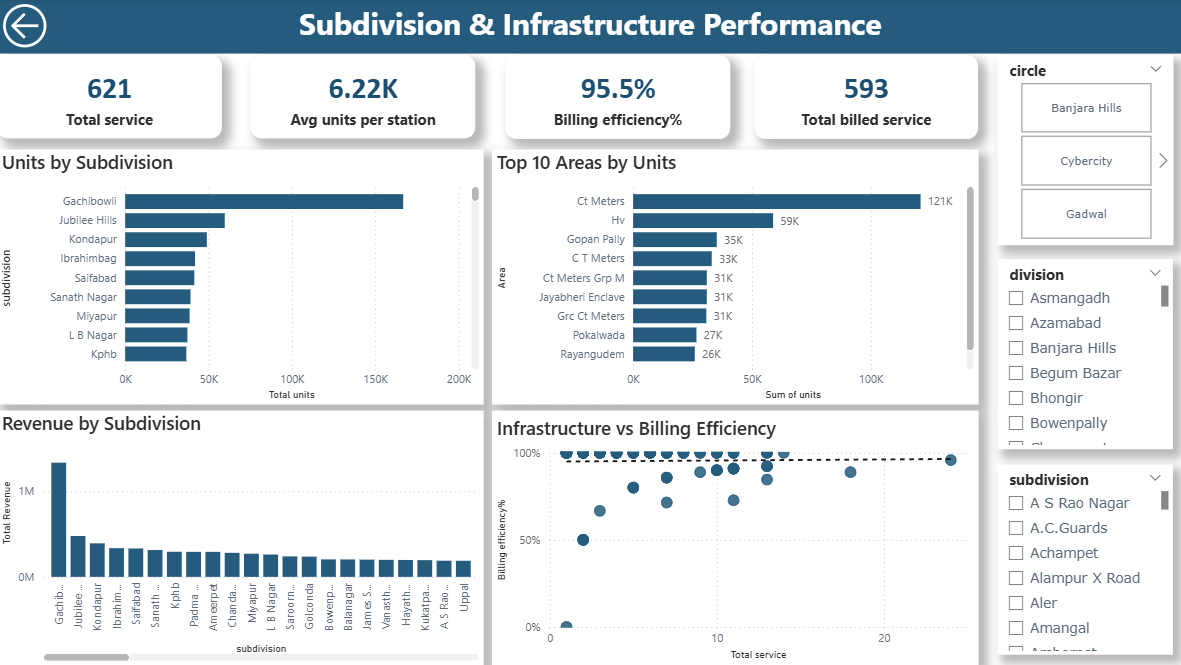 Subdivision & Infrastructure Performance
621
Total service
6.22K
Avg units per station
95.5%
Billing efficiency%
593
Total billed service
circle
Banjara Hills
Cybercity
Gadwal
Units by Subdivision
subdivision
Gachibowli
Jubilee Hills
Kondapur
Ibrahimbag
Saifabad
Sanath Nagar
Miyapur
L B Nagar
Kphb
0K 50K 100K 150K 200K
Total units
Top 10 Areas by Units
Area
Ct Meters 121K
Hv 59K
Gopan Pally 35K
C T Meters 33K
Ct Meters Grp M 31K
Jayabheri Enclave 31K
Grc Ct Meters 31K
Pokalwada 27K
Rayangudem 26K
0K 50K 100K
Sum of units
division
Asmangadh
Azamabad
Banjara Hills
Begum Bazar
Bhongir
Bowenpally
Revenue by Subdivision
Total Revenue
1M
0M
Gachib...
Jubilee ...
Kondapur
Ibrahim...
Saifabad
Sanath ...
Kphb
Padma ...
Ameerpet
Chanda...
Miyapur
L B Nagar
Saroorn...
Golconda
Bowenp...
Balanagar
James S...
Vanasth...
Hayath...
Kukatpa...
A S Rao...
Uppal
subdivision
Infrastructure vs Billing Efficiency
Billing efficiency%
100%
50%
0%
0 10 20
Total service
subdivision
A S Rao Nagar
A.C.Guards
Achampet
Alampur X Road
Aler
Amangal